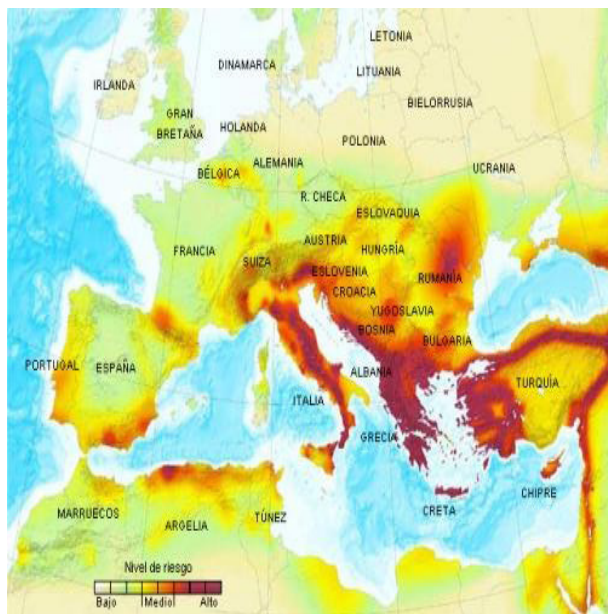 LETONIA
DINAMARCA
LITUANIA
IRLANDA
BIELORRUSIA
GRAN
BRETAÑA
HOLANDA
POLONIA
ALEMANIA
BÉLGICA
UCRANIA
R. CHECA
ESLOVAQUIA
AUSTRIA
FRANCIA
HUNGRÍA
SUIZA
ESLOVENIA
RUMANÍA
CROACIA
YUGOSLAVIA
BOSNIA
BULGARIA
PORTUGAL
ESPAÑA
ALBANIA
TURQUÍA
ITALIA
GRECIA
CHIPRE
CRETA
MARRUECOS
ARGELIA
TÚNEZ
Nivel de riesgo
Bajo Medio Alto